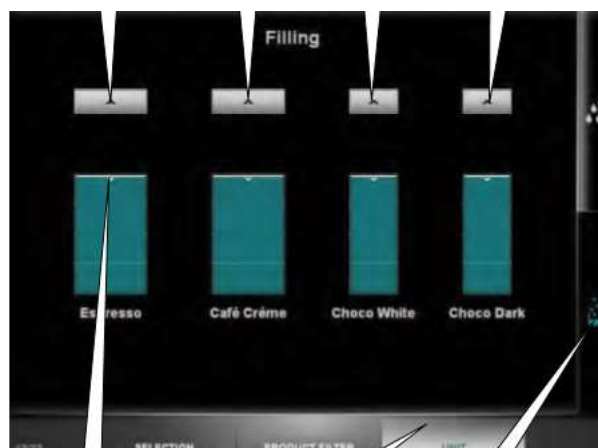 Filling
Espresso Café Créme Choco White Choco Dark
SELECTION PRODUCT FILTER UNIT